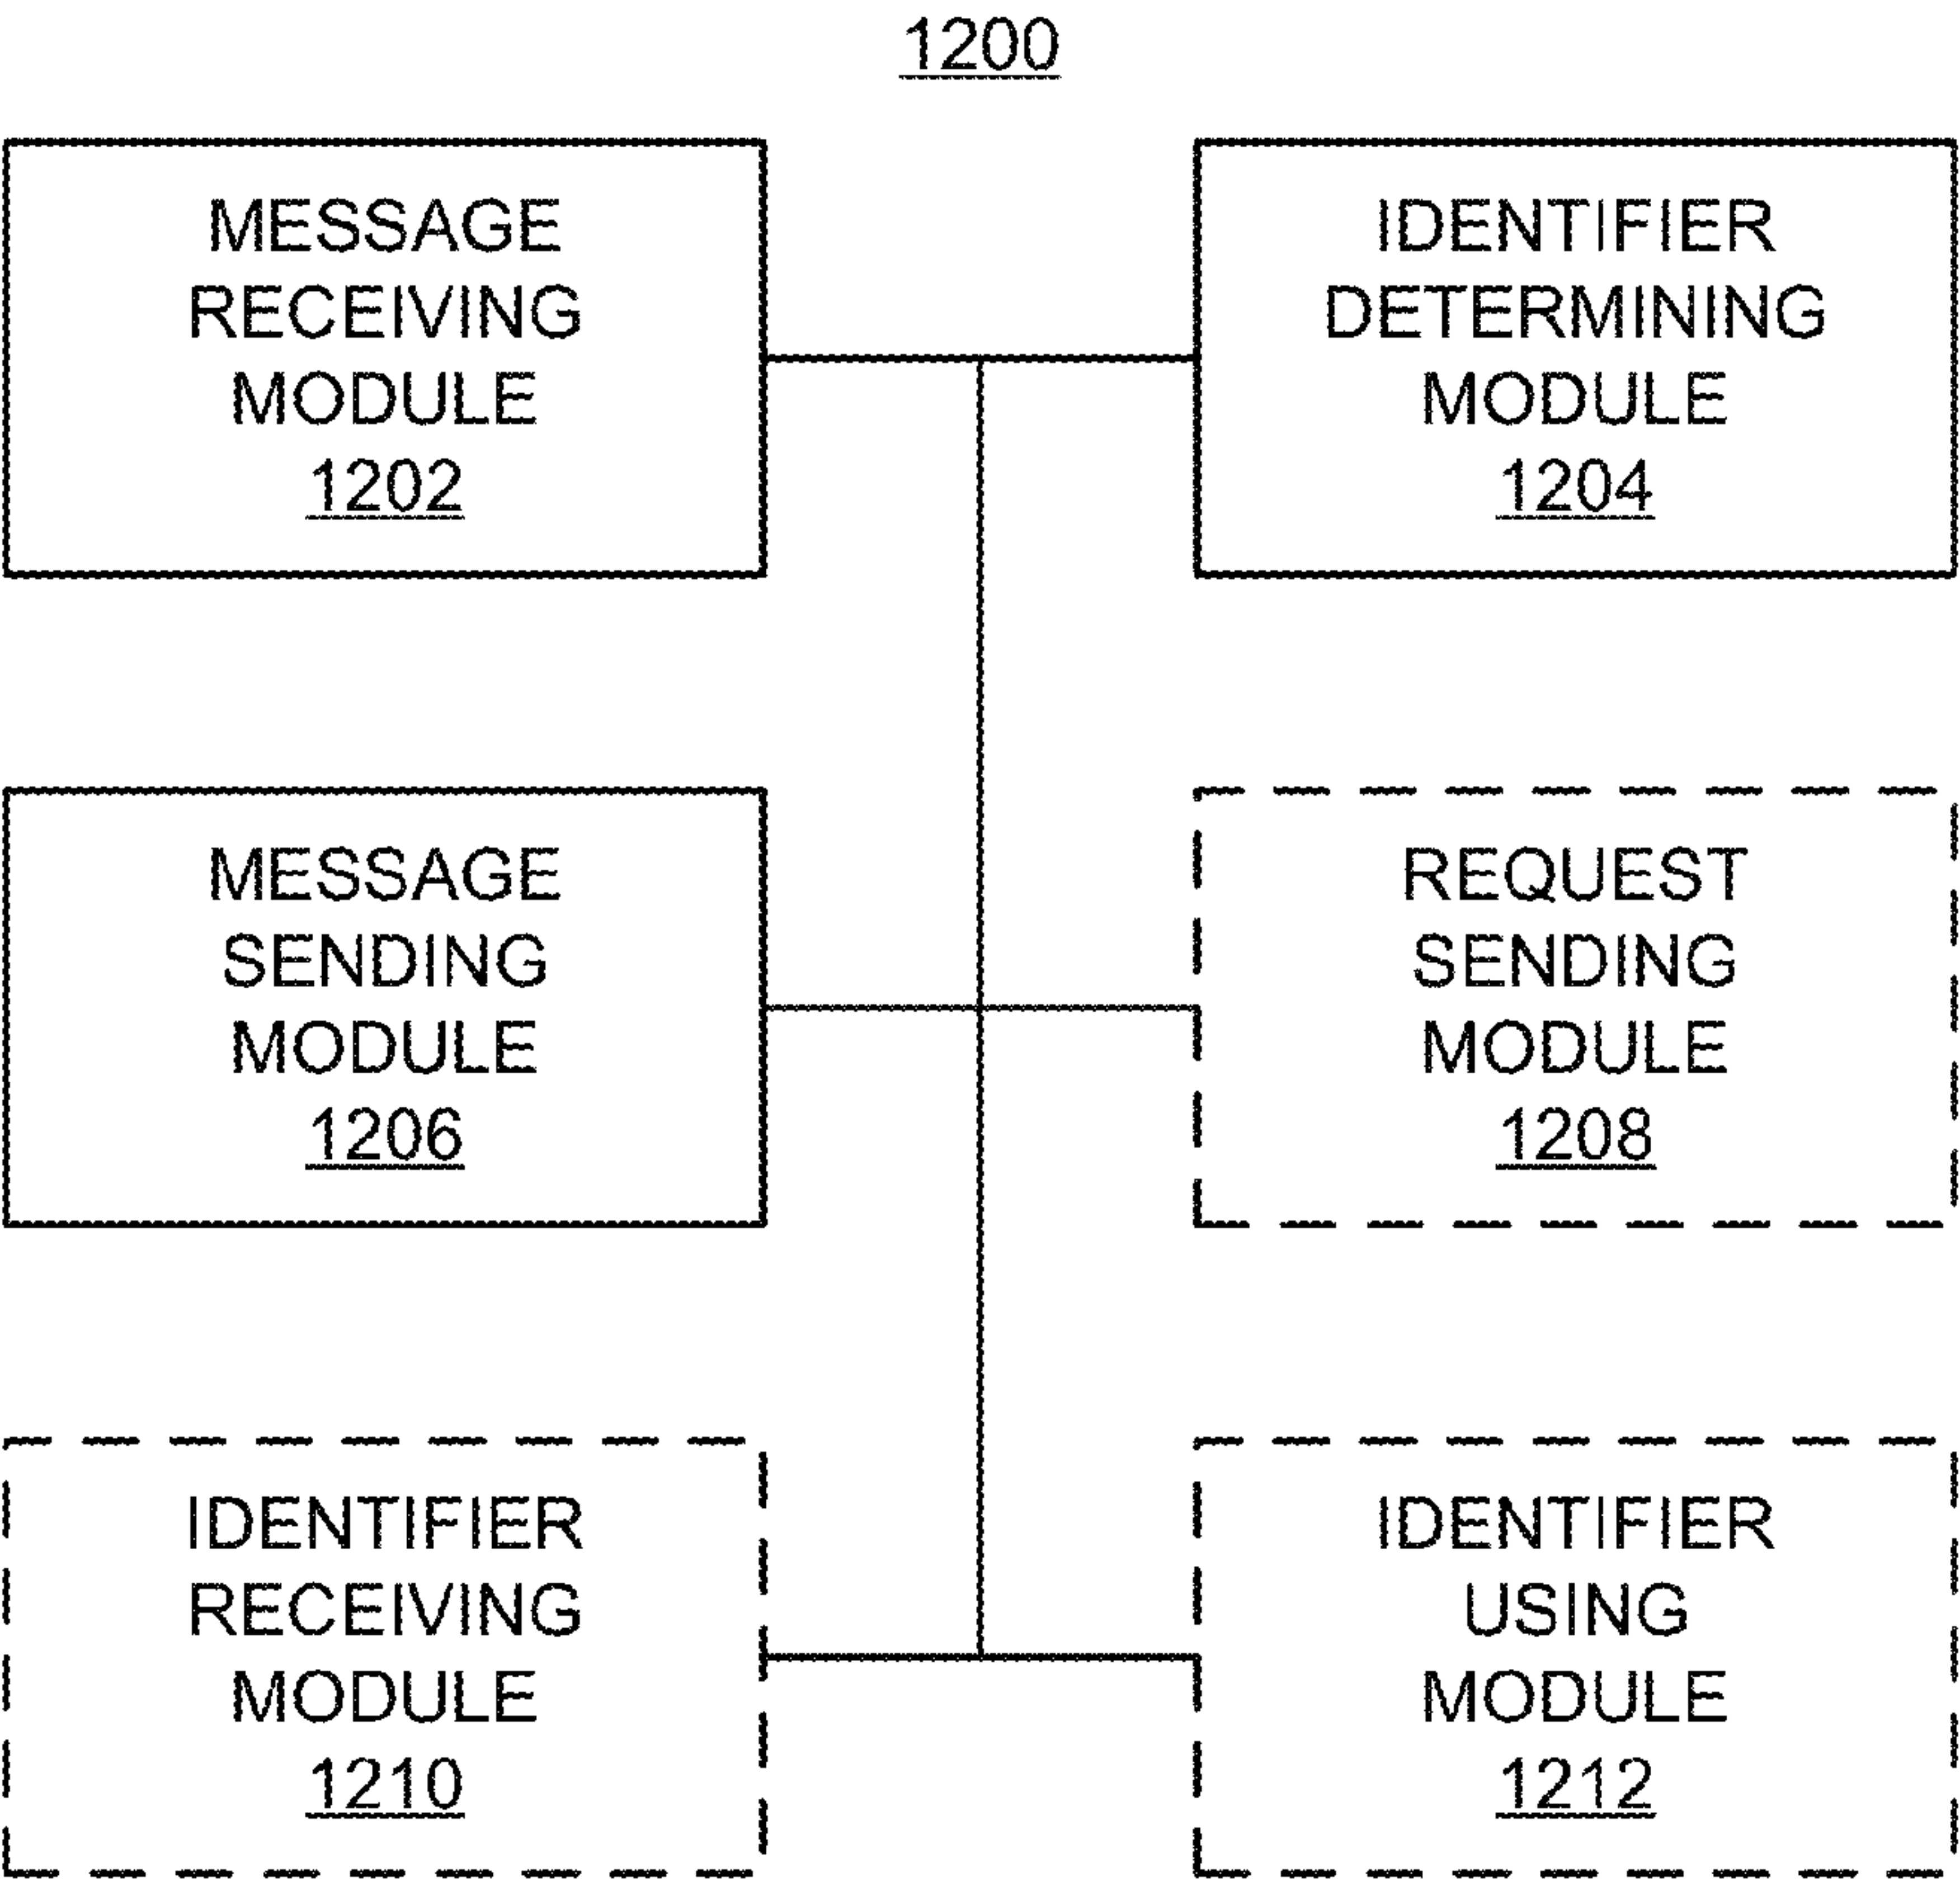 1200
MESSAGE
RECEIVING
MODULE
1202
IDENTIFIER
DETERMINING
MODULE
1204
MESSAGE
SENDING
MODULE
1206
REQUEST
SENDING
MODULE
1208
IDENTIFIER
RECEIVING
MODULE
1210
IDENTIFIER
USING
MODULE
1212